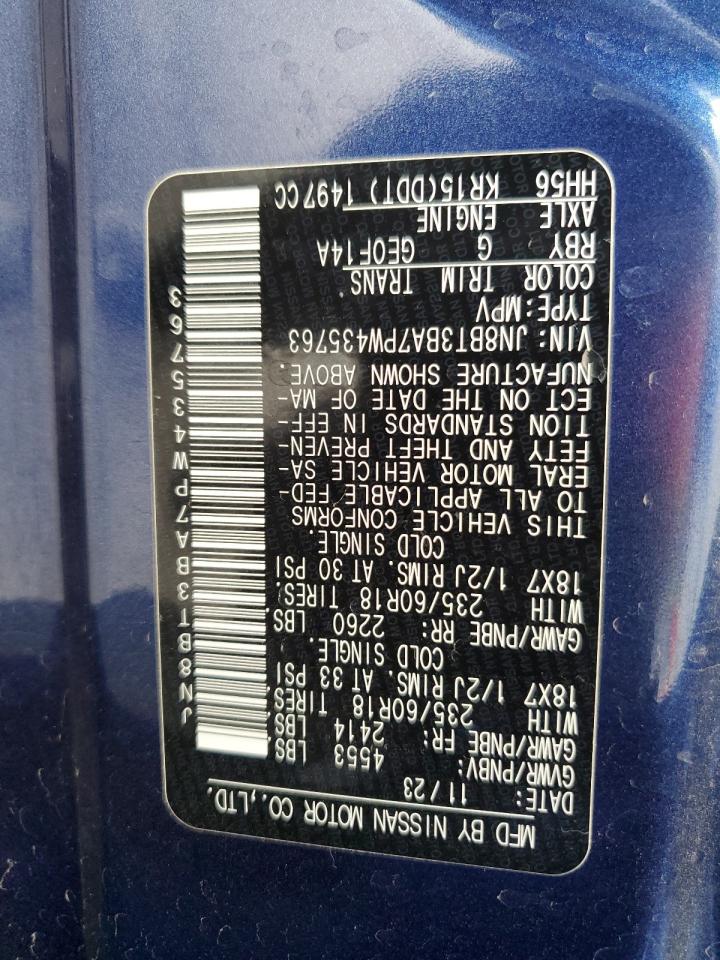 MFD BY NISSAN MOTOR CO.,LTD.
DATE: 11/23
GVWR/PNBV: 4553 LBS
GAWR/PNBE FR: 2414 LBS
WITH 235/60R18 TIRES
18X7 1/2J RIMS. AT 33 PSI
COLD SINGLE.
GAWR/PNBE RR: 2260 LBS.
WITH 235/60R18 TIRES
18X7 1/2J RIMS. AT 30 PSI
COLD SINGLE.
THIS VEHICLE CONFORMS
TO ALL APPLICABLE FED-
ERAL MOTOR VEHICLE SA-
FETY AND THEFT PREVEN-
TION STANDARDS IN EFF-
ECT ON THE DATE OF MA-
NUFACTURE SHOWN ABOVE.
VIN: JN8BT3BA7PW435763
TYPE:MPV
COLOR TRIM TRANS
RBY G GE0F14A
AXLE ENGINE
HH56 KR15(DDT) 1497CC
JN8BT3BA7PW435763